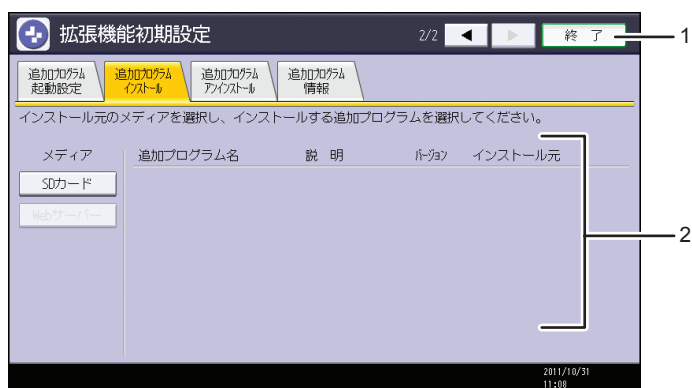 拡張機能初期設定 2/2 ◀ ▶ 終 了 1
追加ﾌﾟﾛｸﾞﾗﾑ 追加ﾌﾟﾛｸﾞﾗﾑ 追加ﾌﾟﾛｸﾞﾗﾑ 追加ﾌﾟﾛｸﾞﾗﾑ
起動設定 ｲﾝｽﾄｰﾙ ｱﾝｲﾝｽﾄｰﾙ 情報
インストール元のメディアを選択し、インストールする追加プログラムを選択してください。
メディア 追加プログラム名 説 明 ﾊﾞｰｼﾞｮﾝ インストール元
SDカード
Webサーバー
2
2011/10/31
11:08